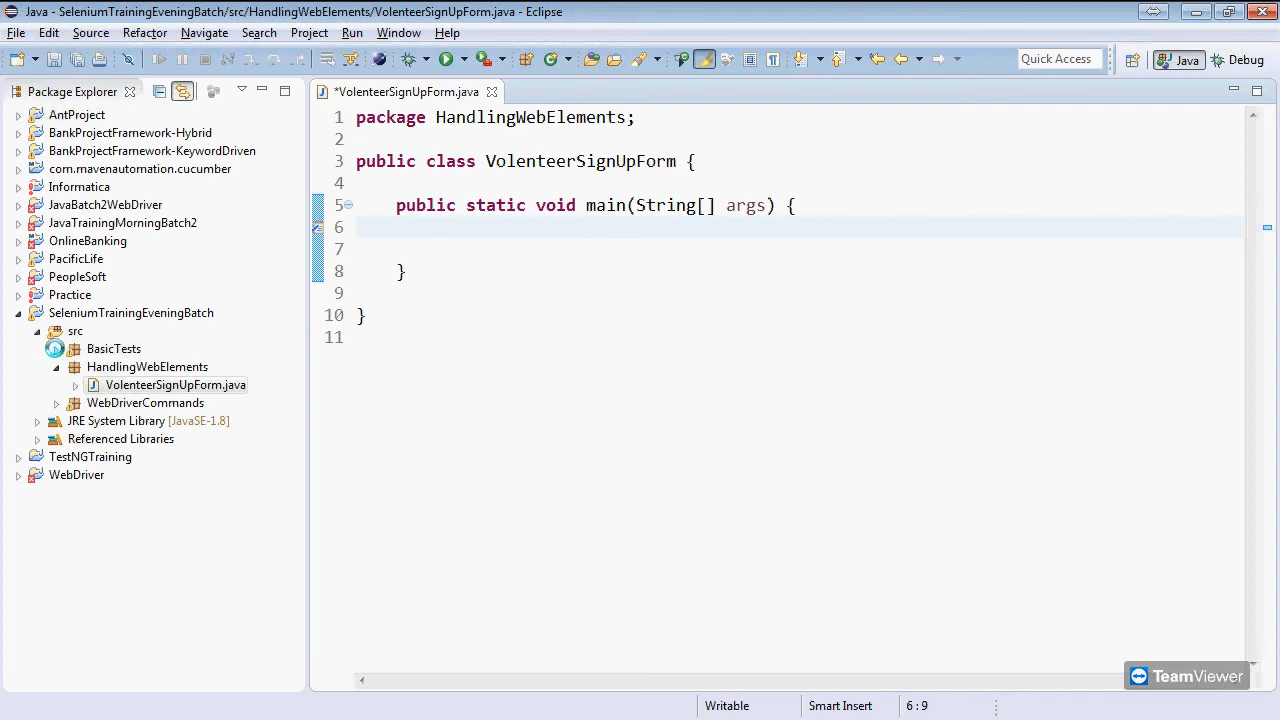 Java - SeleniumTrainingEveningBatch/src/HandlingWebElements/VolenteerSignUpForm.java - Eclipse
File Edit Source Refactor Navigate Search Project Run Window Help
Quick Access Java Debug
Package Explorer
*VolenteerSignUpForm.java
AntProject
BankProjectFramework-Hybrid
BankProjectFramework-KeywordDriven
com.mavenautomation.cucumber
Informatica
JavaBatch2WebDriver
JavaTrainingMorningBatch2
OnlineBanking
PacificLife
PeopleSoft
Practice
SeleniumTrainingEveningBatch
src
BasicTests
HandlingWebElements
VolenteerSignUpForm.java
WebDriverCommands
JRE System Library [JavaSE-1.8]
Referenced Libraries
TestNGTraining
WebDriver
1 package HandlingWebElements;
2
3 public class VolenteerSignUpForm {
4
5 public static void main(String[] args) {
6
7
8 }
9
10 }
11
TeamViewer
Writable Smart Insert 6 : 9